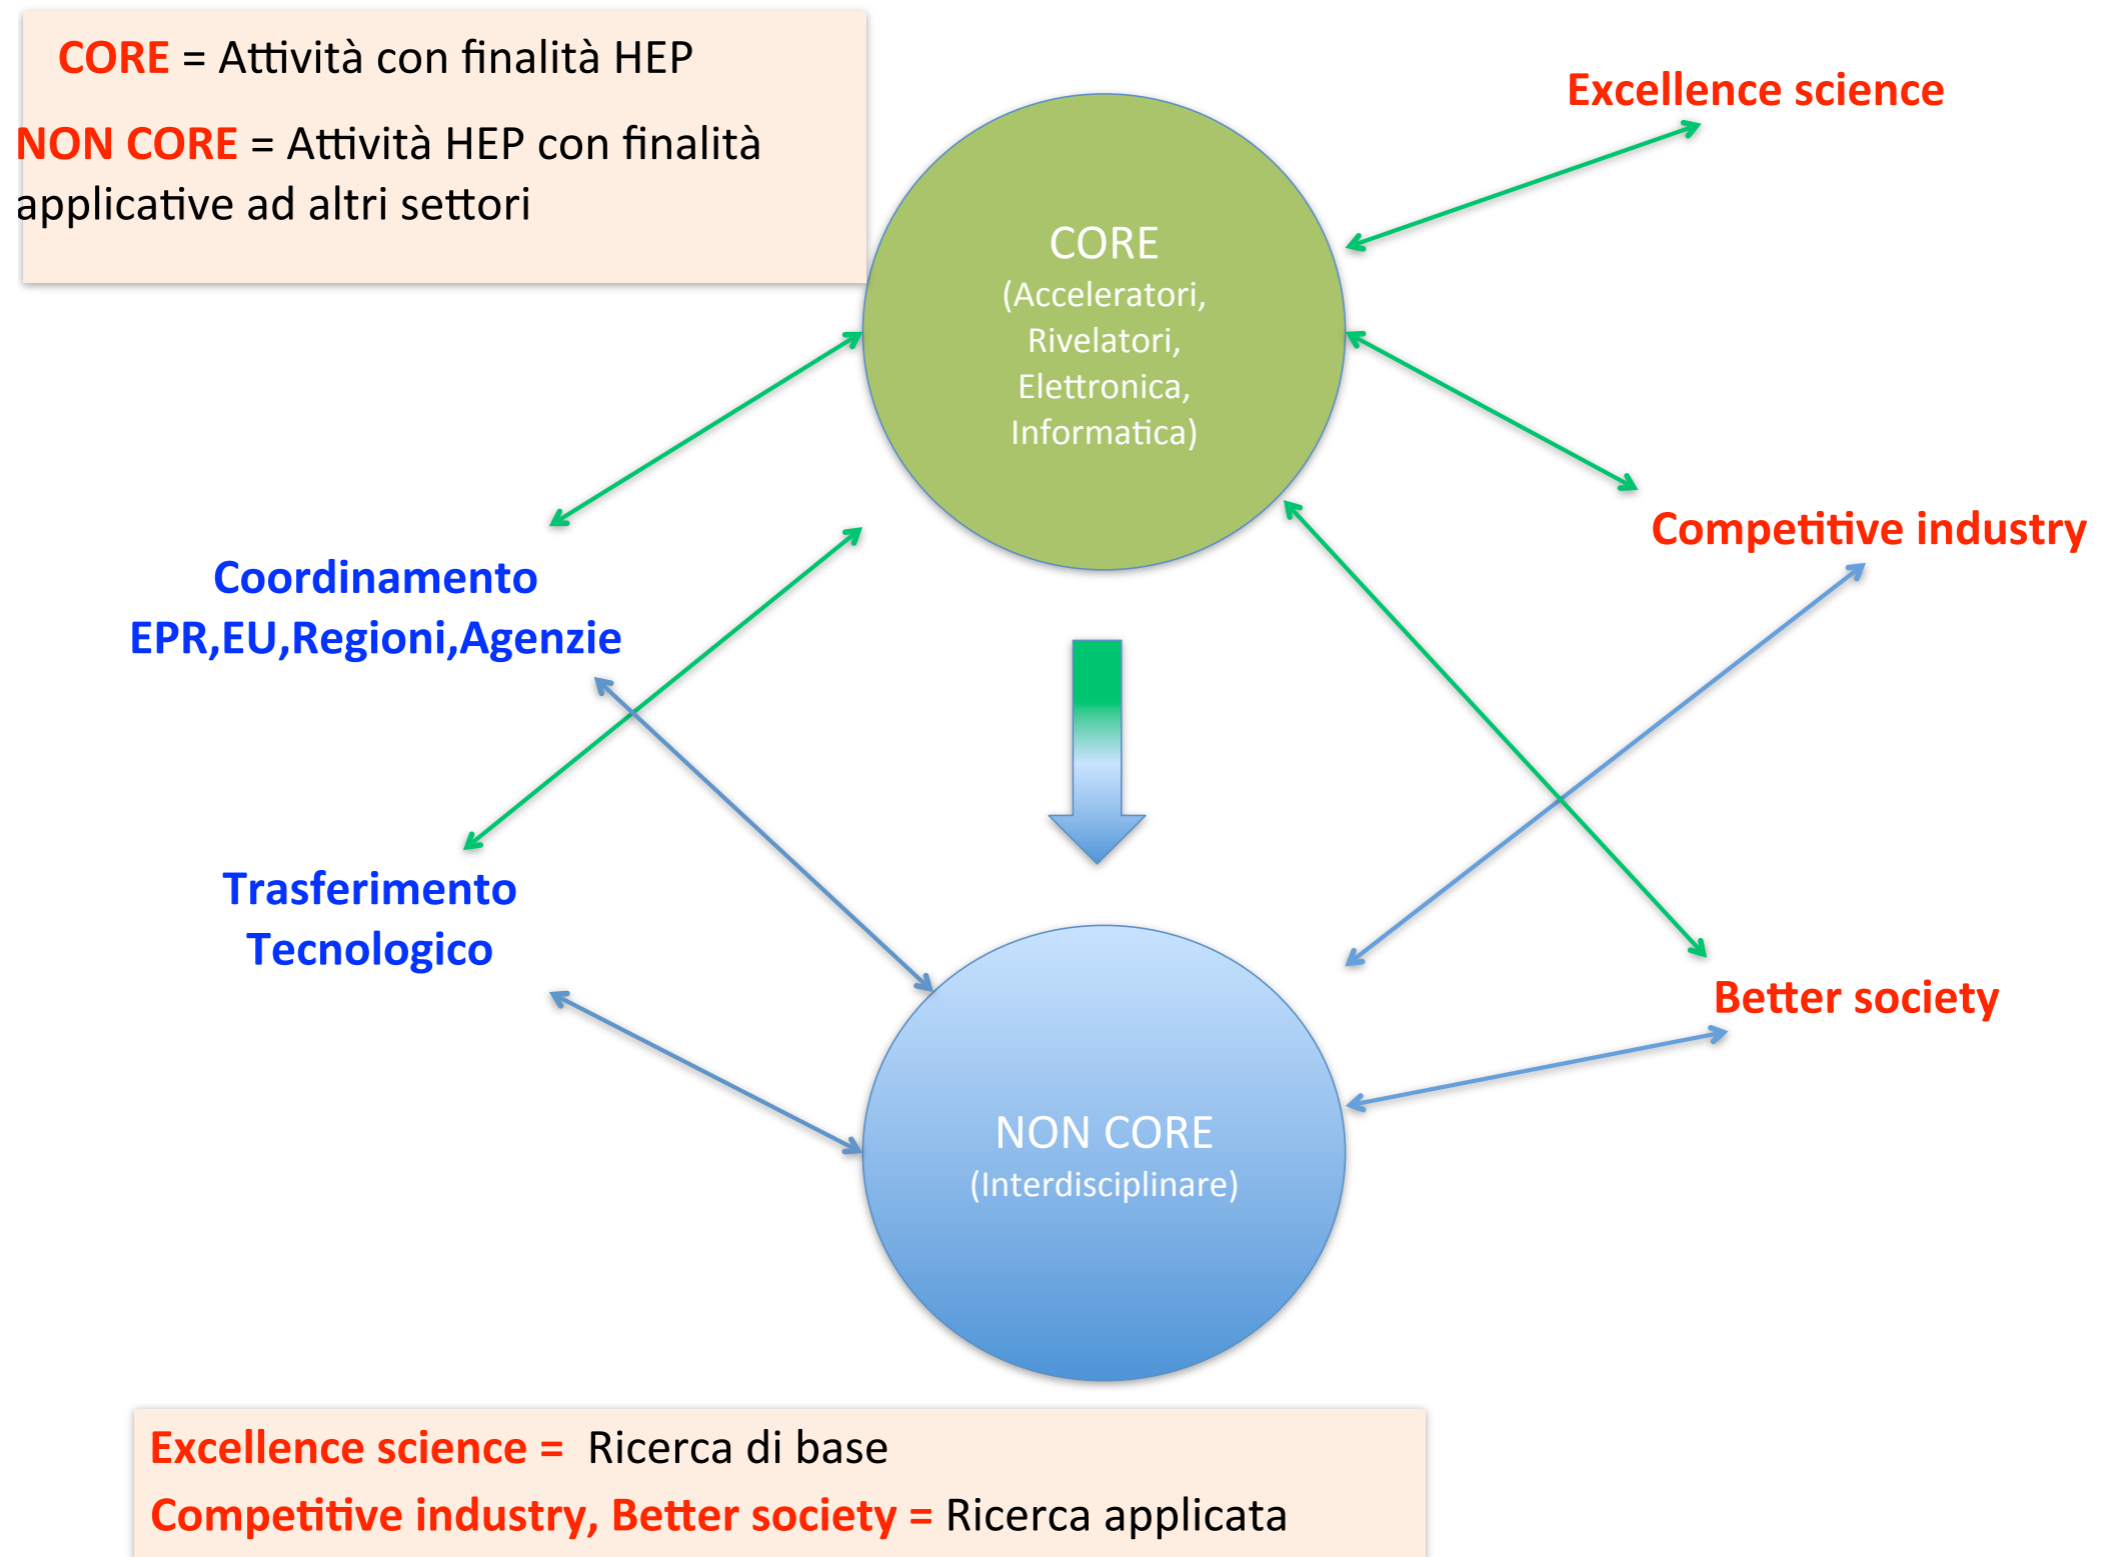 CORE = Attività con finalità HEP
NON CORE = Attività HEP con finalità
applicative ad altri settori
Excellence science
CORE
(Acceleratori,
Rivelatori,
Elettronica,
Informatica)
Competitive industry
Coordinamento
EPR,EU,Regioni,Agenzie
Trasferimento
Tecnologico
Better society
NON CORE
(Interdisciplinare)
Excellence science = Ricerca di base
Competitive industry, Better society = Ricerca applicata